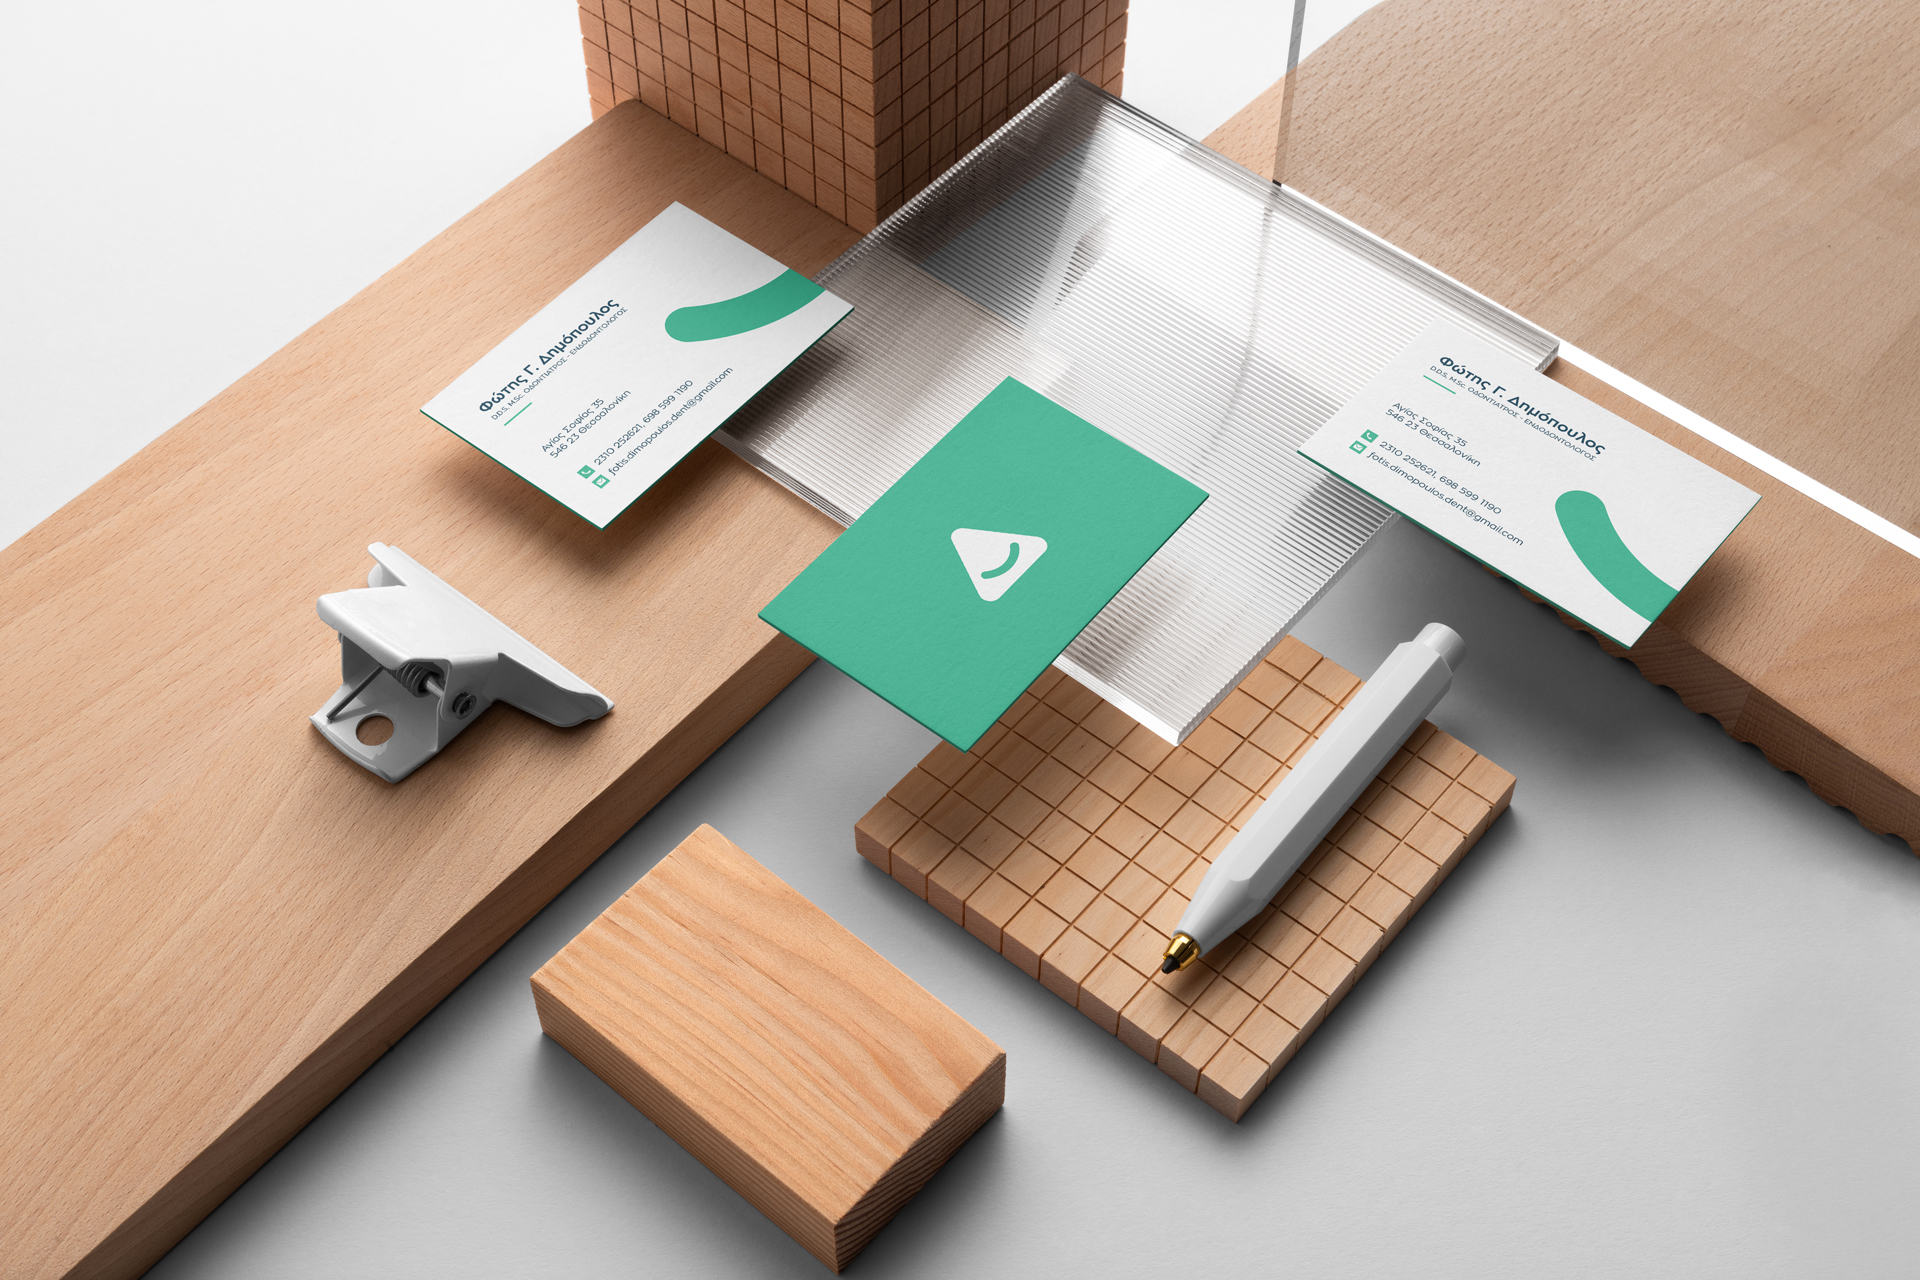 Φώτης Γ. Δημόπουλος
D.D.S, M.Sc. ΟΔΟΝΤΙΑΤΡΟΣ - ΕΝΔΟΔΟΝΤΟΛΟΓΟΣ
Αγίας Σοφίας 35
546 23 Θεσσαλονίκη
2310 252621, 698 599 1190
fotis.dimopoulos.dent@gmail.com
Φώτης Γ. Δημόπουλος
D.D.S, M.Sc. ΟΔΟΝΤΙΑΤΡΟΣ - ΕΝΔΟΔΟΝΤΟΛΟΓΟΣ
Αγίας Σοφίας 35
546 23 Θεσσαλονίκη
2310 252621, 698 599 1190
fotis.dimopoulos.dent@gmail.com